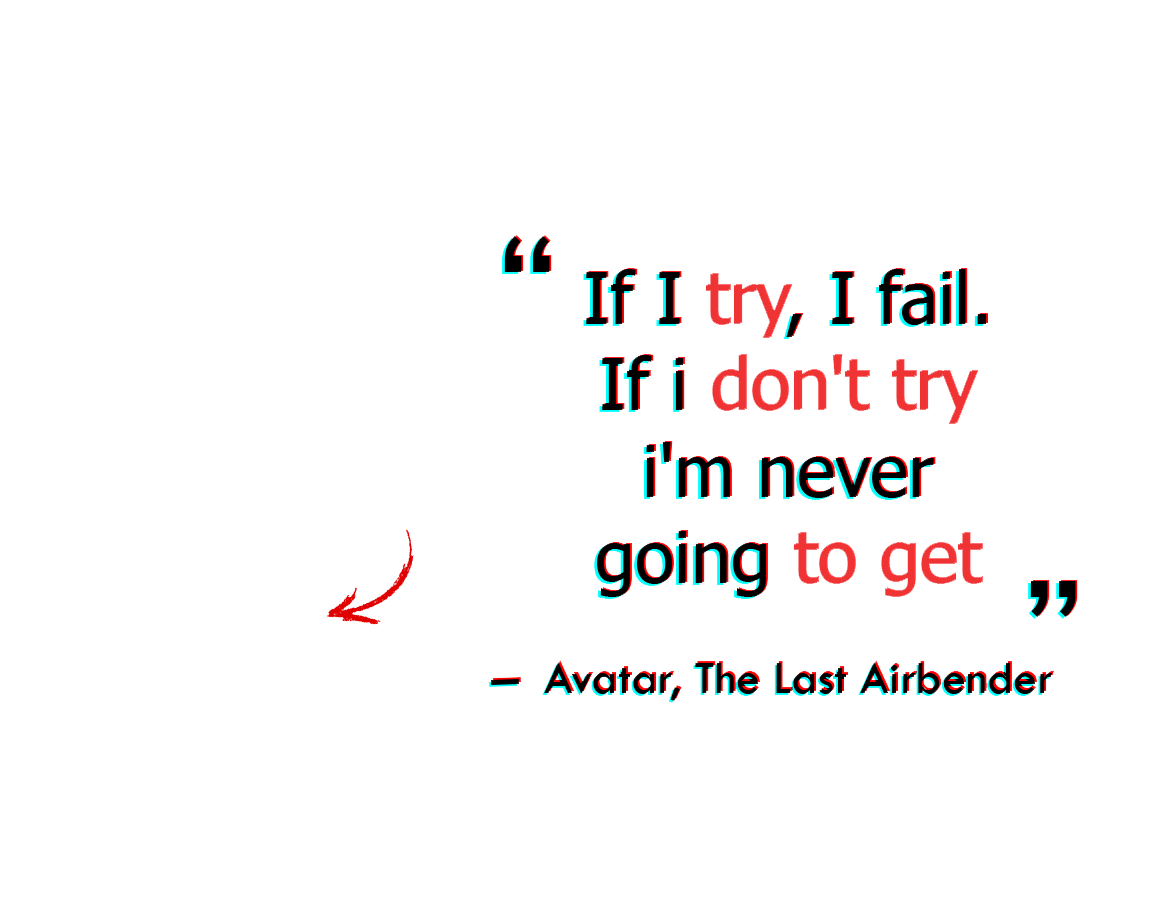 “ If I try, I fail.
If i don't try
i'm never
going to get ”
– Avatar, The Last Airbender